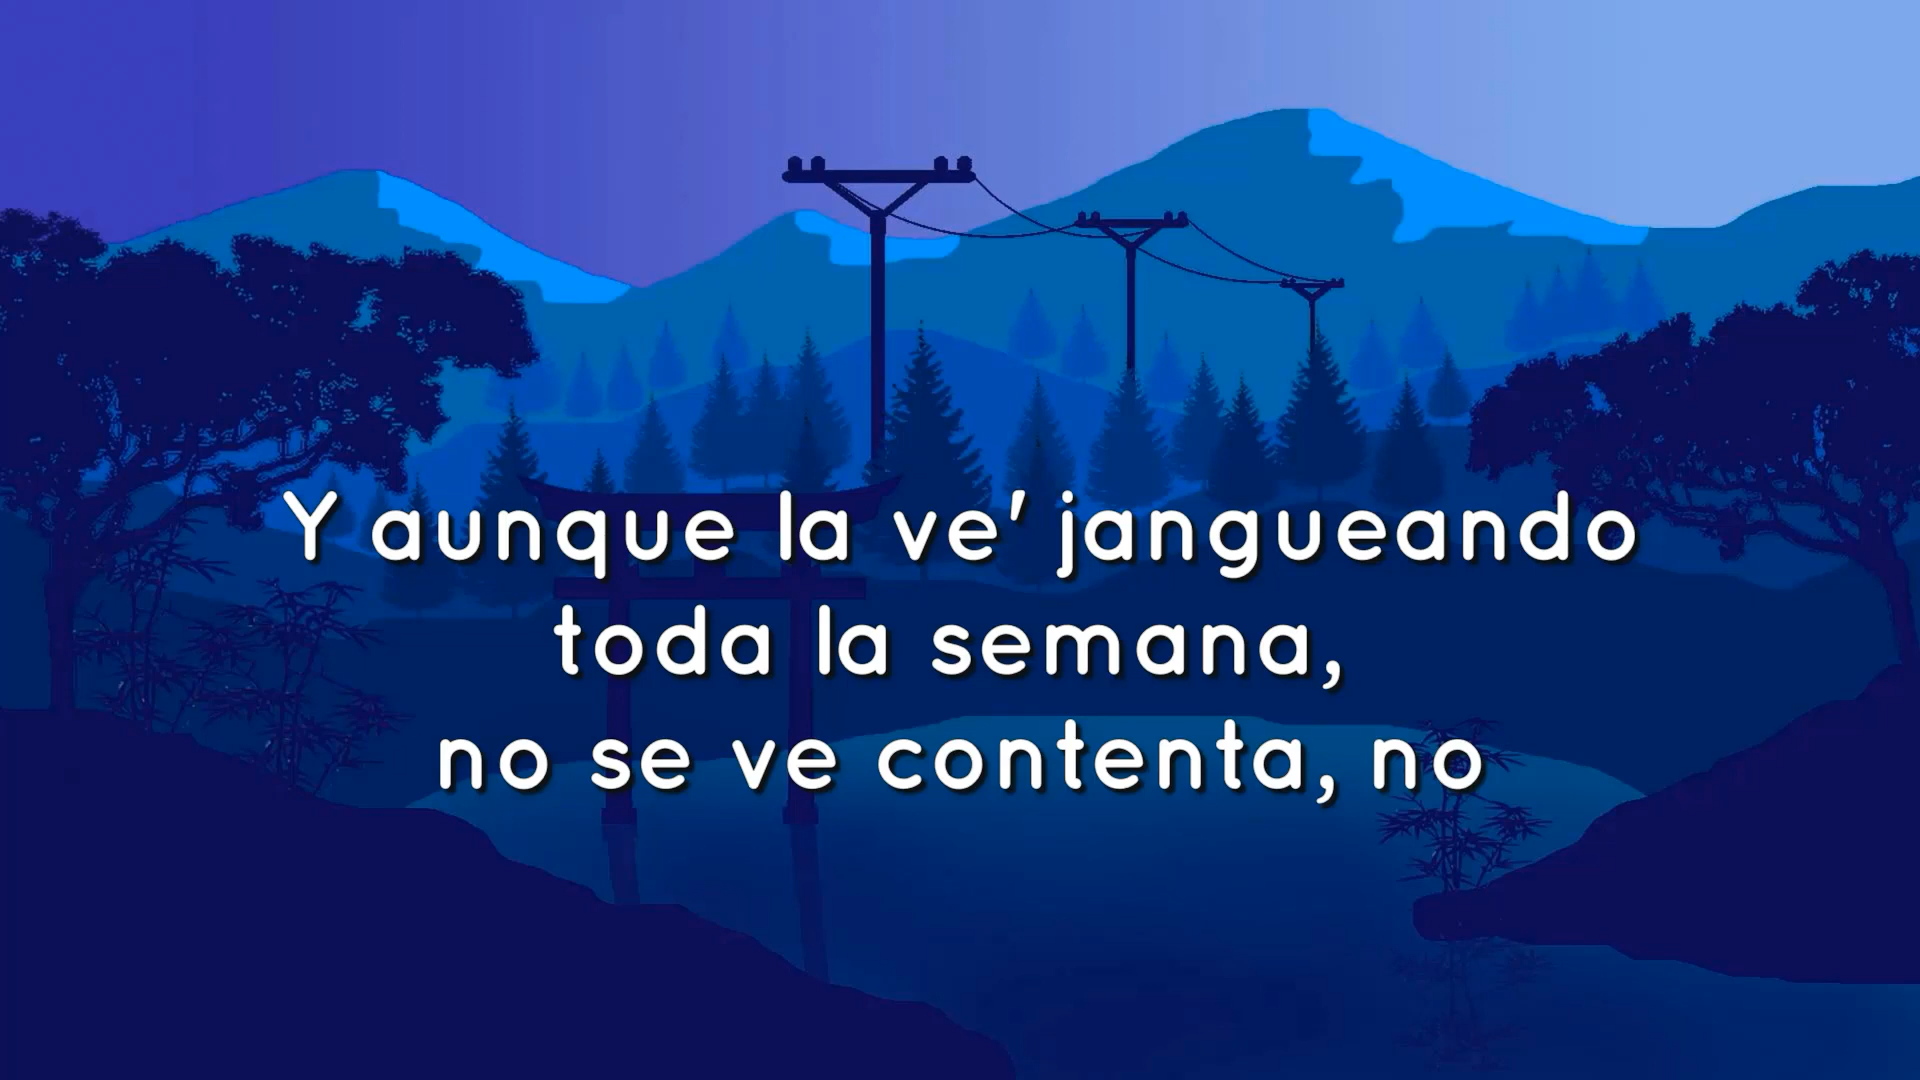 Y aunque la ve' jangueando
toda la semana,
no se ve contenta, no